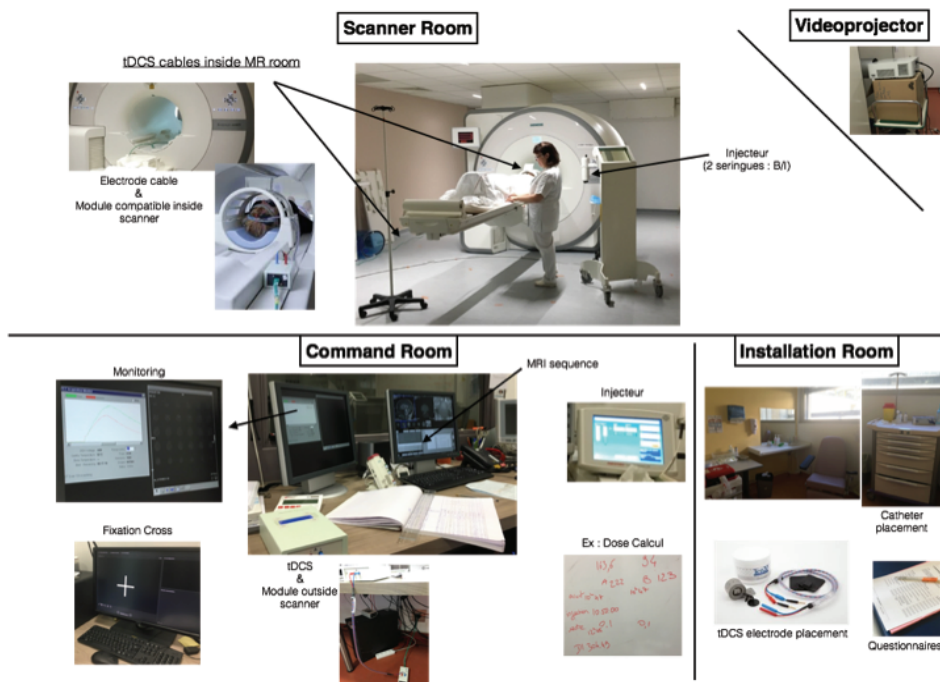 Scanner Room
Videoprojector
tDCS cables inside MR room
Electrode cable
&
Module compatible inside
scanner
Injecteur
(2 seringues : B/I)
Command Room
Installation Room
Monitoring
MRI sequence
Injecteur
Fixation Cross
tDCS
&
Module outside
scanner
Ex : Dose Calcul
Catheter
placement
tDCS electrode placement
Questionnaires